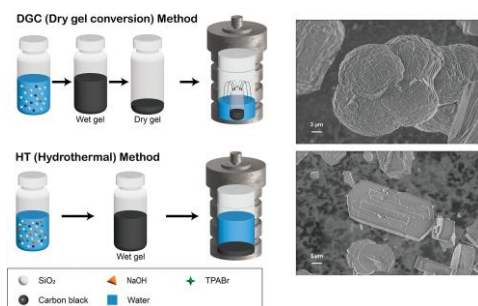 DGC (Dry gel conversion) Method
Wet gel
Dry gel
3 µm
HT (Hydrothermal) Method
Wet gel
5 µm
SiO₂
NaOH
TPABr
Carbon black
Water